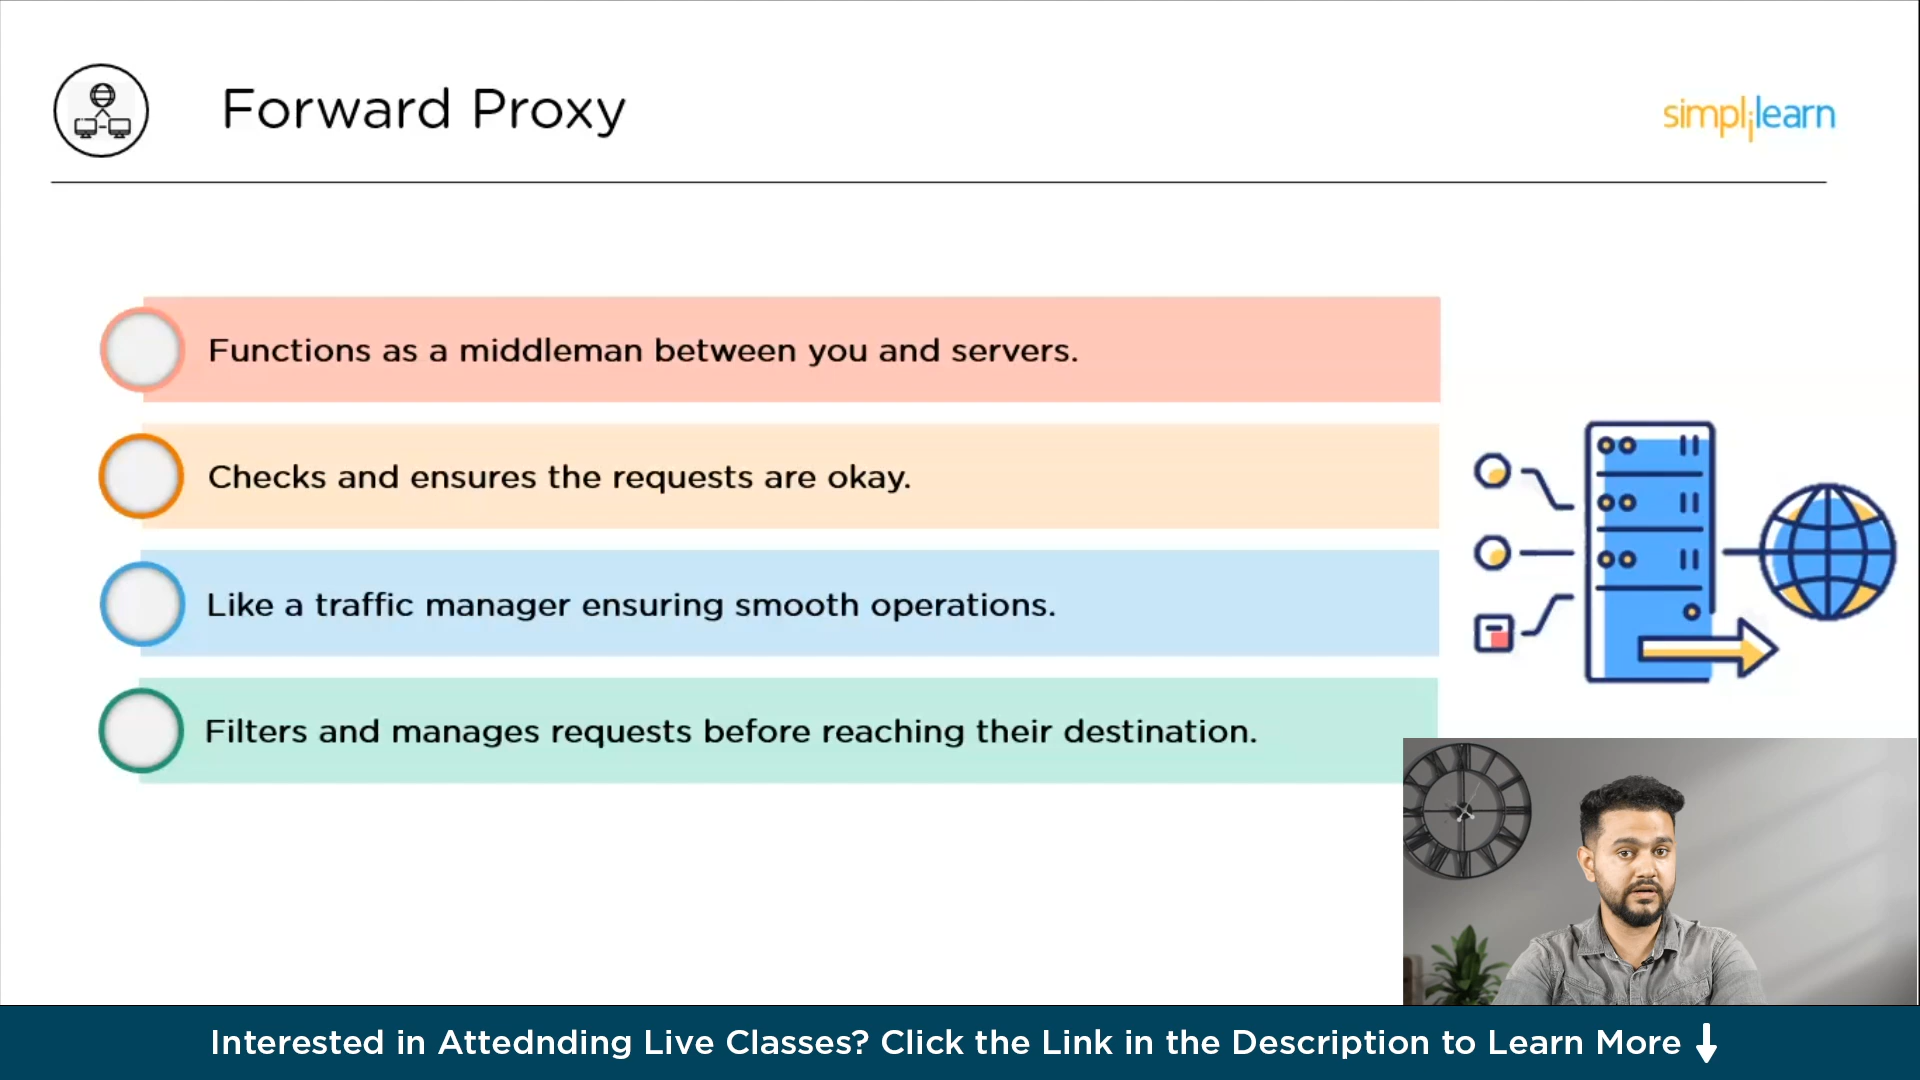 Forward Proxy
simplilearn
Functions as a middleman between you and servers.
Checks and ensures the requests are okay.
Like a traffic manager ensuring smooth operations.
Filters and manages requests before reaching their destination.
Interested in Attednding Live Classes? Click the Link in the Description to Learn More